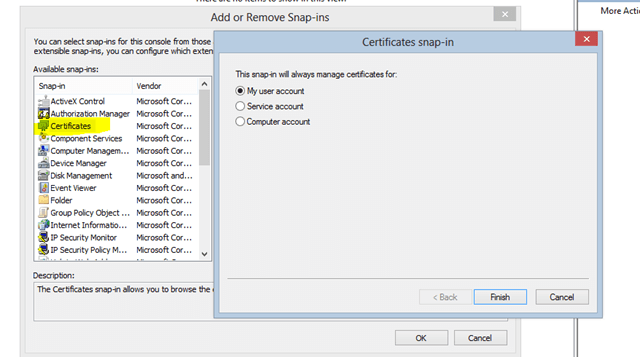 There are no items to show in this view.
More Actio
Add or Remove Snap-ins
You can select snap-ins for this console from those
extensible snap-ins, you can configure which exten
Available snap-ins:
Snap-in Vendor
ActiveX Control Microsoft Cor...
Authorization Manager Microsoft Cor...
Certificates Microsoft Cor...
Component Services Microsoft Cor...
Computer Managem... Microsoft Cor...
Device Manager Microsoft Cor...
Disk Management Microsoft and...
Event Viewer Microsoft Cor...
Folder Microsoft Cor...
Group Policy Object ... Microsoft Cor...
Internet Informatio... Microsoft Cor...
IP Security Monitor Microsoft Cor...
IP Security Policy M... Microsoft Cor...
Description:
The Certificates snap-in allows you to browse the
OK Cancel
Certificates snap-in
This snap-in will always manage certificates for:
My user account
Service account
Computer account
< Back Finish Cancel